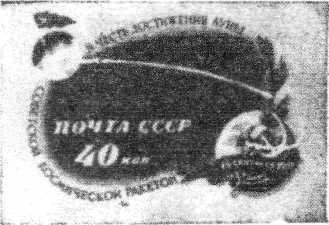 В ЧЕСТЬ ДОСТИЖЕНИЯ ЛУНЫ
СОВЕТСКОЙ КОСМИЧЕСКОЙ РАКЕТОЙ
ПОЧТА СССР
40 коп